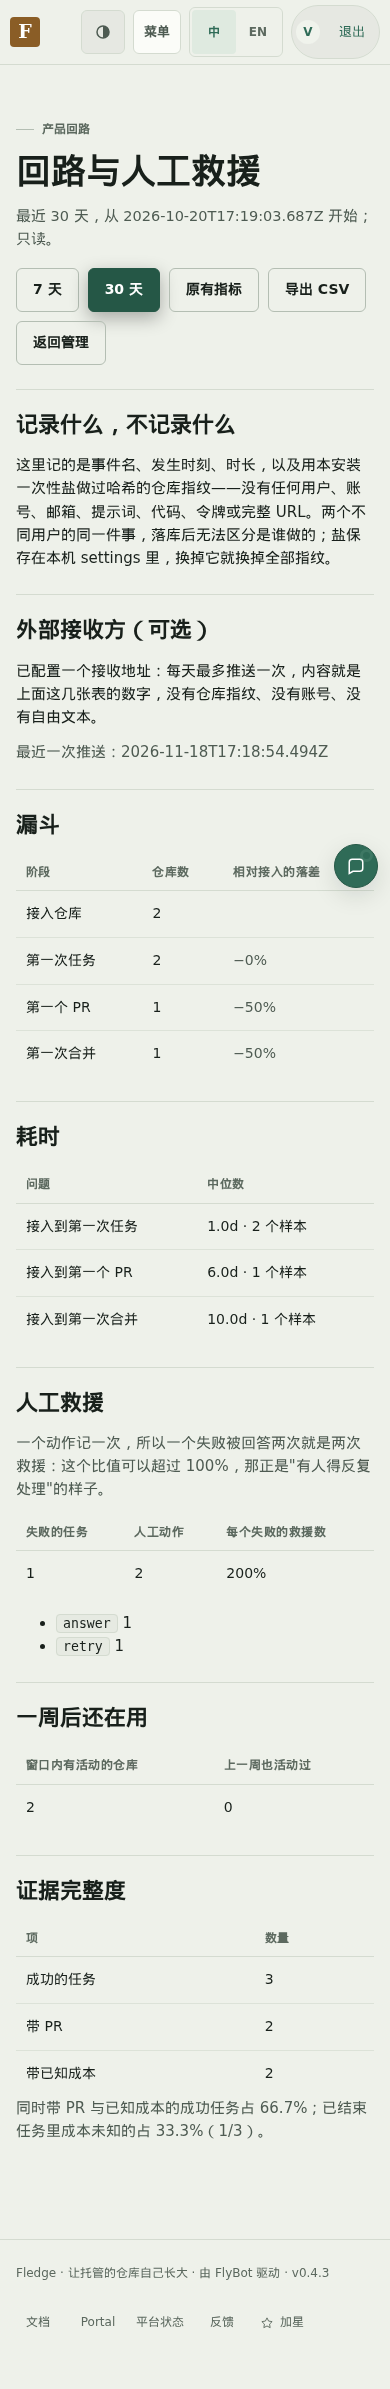 F 菜单 中 EN V 退出
产品回路
回路与人工救援
最近 30 天，从 2026-10-20T17:19:03.687Z 开始；
只读。
7 天 30 天 原有指标 导出 CSV
返回管理
记录什么，不记录什么
这里记的是事件名、发生时刻、时长，以及用本安装
一次性盐做过哈希的仓库指纹——没有任何用户、账
号、邮箱、提示词、代码、令牌或完整 URL。两个不
同用户的同一件事，落库后无法区分是谁做的；盐保
存在本机 settings 里，换掉它就换掉全部指纹。
外部接收方（可选）
已配置一个接收地址：每天最多推送一次，内容就是
上面这几张表的数字，没有仓库指纹、没有账号、没
有自由文本。
最近一次推送：2026-11-18T17:18:54.494Z
漏斗
阶段 仓库数 相对接入的落差
接入仓库 2
第一次任务 2 −0%
第一个 PR 1 −50%
第一次合并 1 −50%
耗时
问题 中位数
接入到第一次任务 1.0d · 2 个样本
接入到第一个 PR 6.0d · 1 个样本
接入到第一次合并 10.0d · 1 个样本
人工救援
一个动作记一次，所以一个失败被回答两次就是两次
救援：这个比值可以超过 100%，那正是"有人得反复
处理"的样子。
失败的任务 人工动作 每个失败的救援数
1 2 200%
answer 1
retry 1
一周后还在用
窗口内有活动的仓库 上一周也活动过
2 0
证据完整度
项 数量
成功的任务 3
带 PR 2
带已知成本 2
同时带 PR 与已知成本的成功任务占 66.7%；已结束
任务里成本未知的占 33.3%（1/3）。
Fledge · 让托管的仓库自己长大 · 由 FlyBot 驱动 · v0.4.3
文档 Portal 平台状态 反馈 加星